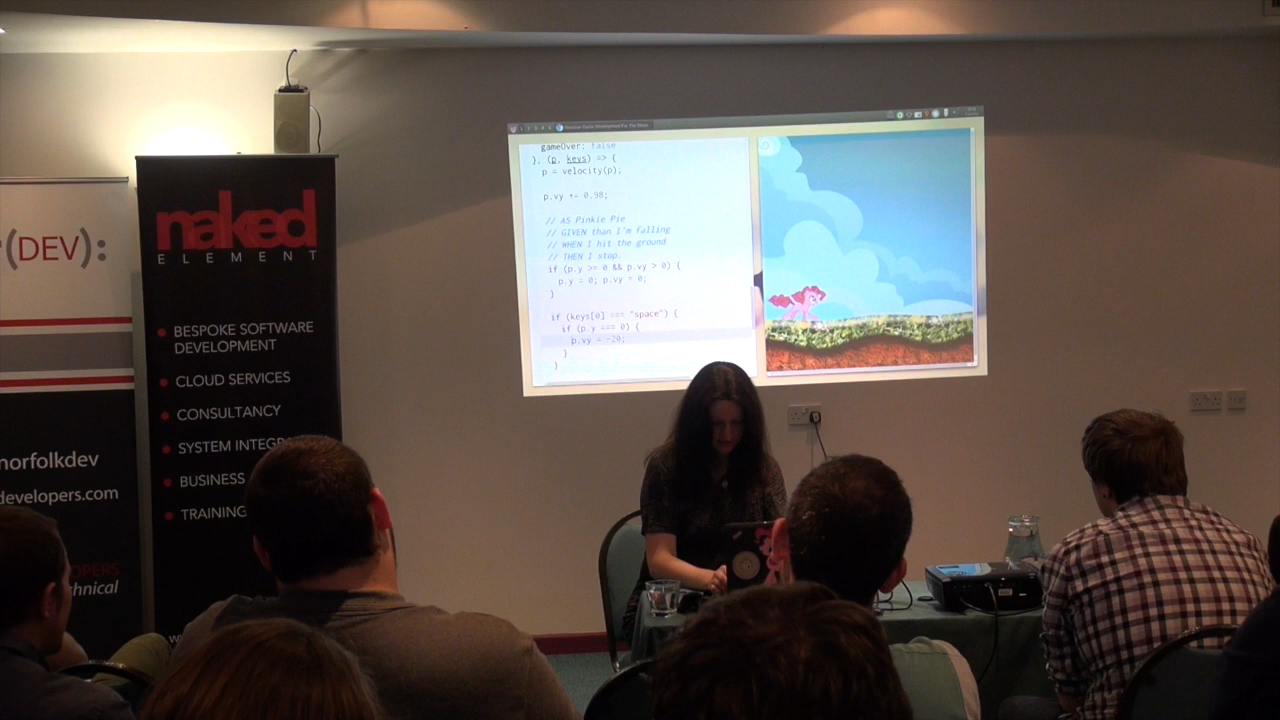 (DEV):
norfolkdev
developers.com
naked
ELEMENT
BESPOKE SOFTWARE
DEVELOPMENT
CLOUD SERVICES
CONSULTANCY
SYSTEM INTEGR
BUSINESS
TRAINING
gameOver: false
}, (p, keys) => {
p = velocity(p);
p.vy += 0.98;
// AS Pinkie Pie
// GIVEN than I'm falling
// WHEN I hit the ground
// THEN I stop.
if (p.y >= 0 && p.vy > 0) {
p.y = 0; p.vy = 0;
}
if (keys[0] === "space") {
if (p.y === 0) {
p.vy = -20;
}
}